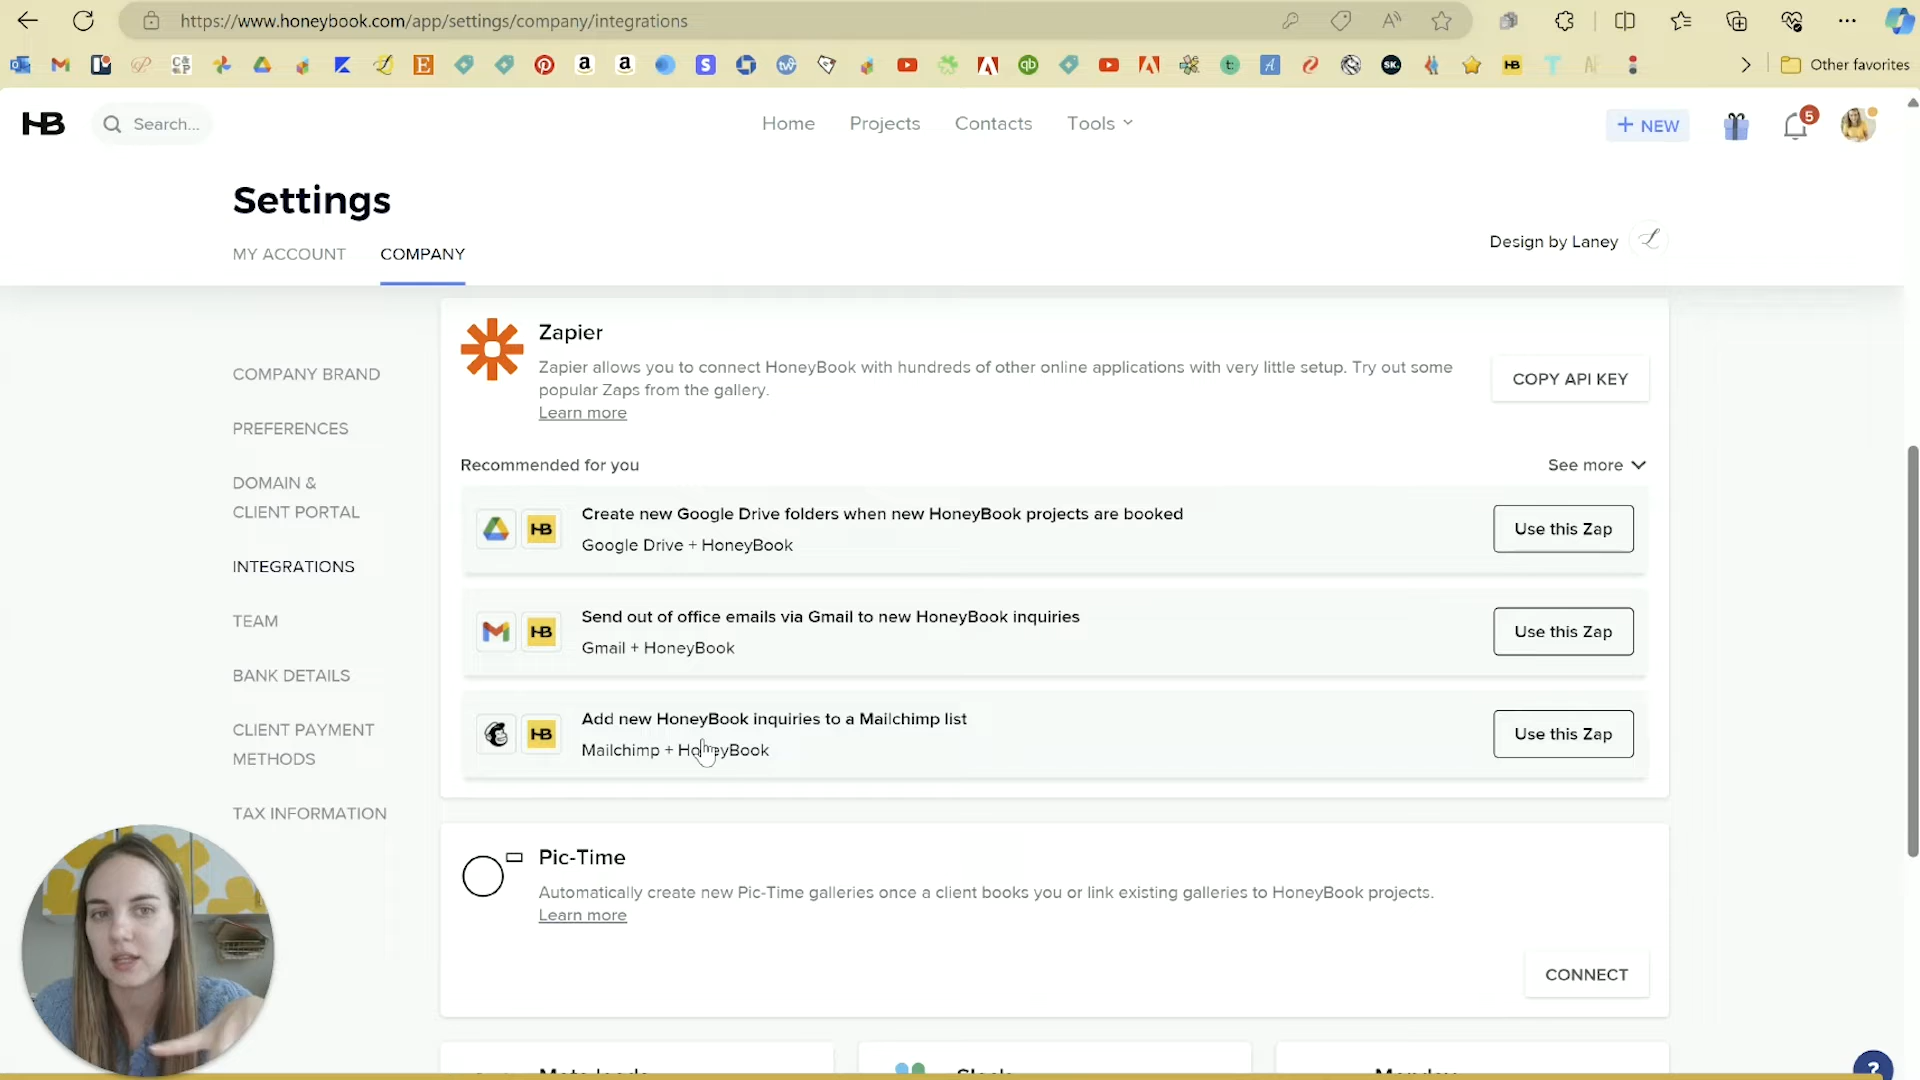 https://www.honeybook.com/app/settings/company/integrations
Other favorites
HB
Search...
Home
Projects
Contacts
Tools
+ NEW
5
Settings
MY ACCOUNT
COMPANY
Design by Laney
COMPANY BRAND
PREFERENCES
DOMAIN &
CLIENT PORTAL
INTEGRATIONS
TEAM
BANK DETAILS
CLIENT PAYMENT
METHODS
TAX INFORMATION
Zapier
Zapier allows you to connect HoneyBook with hundreds of other online applications with very little setup. Try out some
popular Zaps from the gallery.
Learn more
COPY API KEY
Recommended for you
See more
HB
Create new Google Drive folders when new HoneyBook projects are booked
Google Drive + HoneyBook
Use this Zap
HB
Send out of office emails via Gmail to new HoneyBook inquiries
Gmail + HoneyBook
Use this Zap
HB
Add new HoneyBook inquiries to a Mailchimp list
Mailchimp + HoneyBook
Use this Zap
Pic-Time
Automatically create new Pic-Time galleries once a client books you or link existing galleries to HoneyBook projects.
Learn more
CONNECT
?